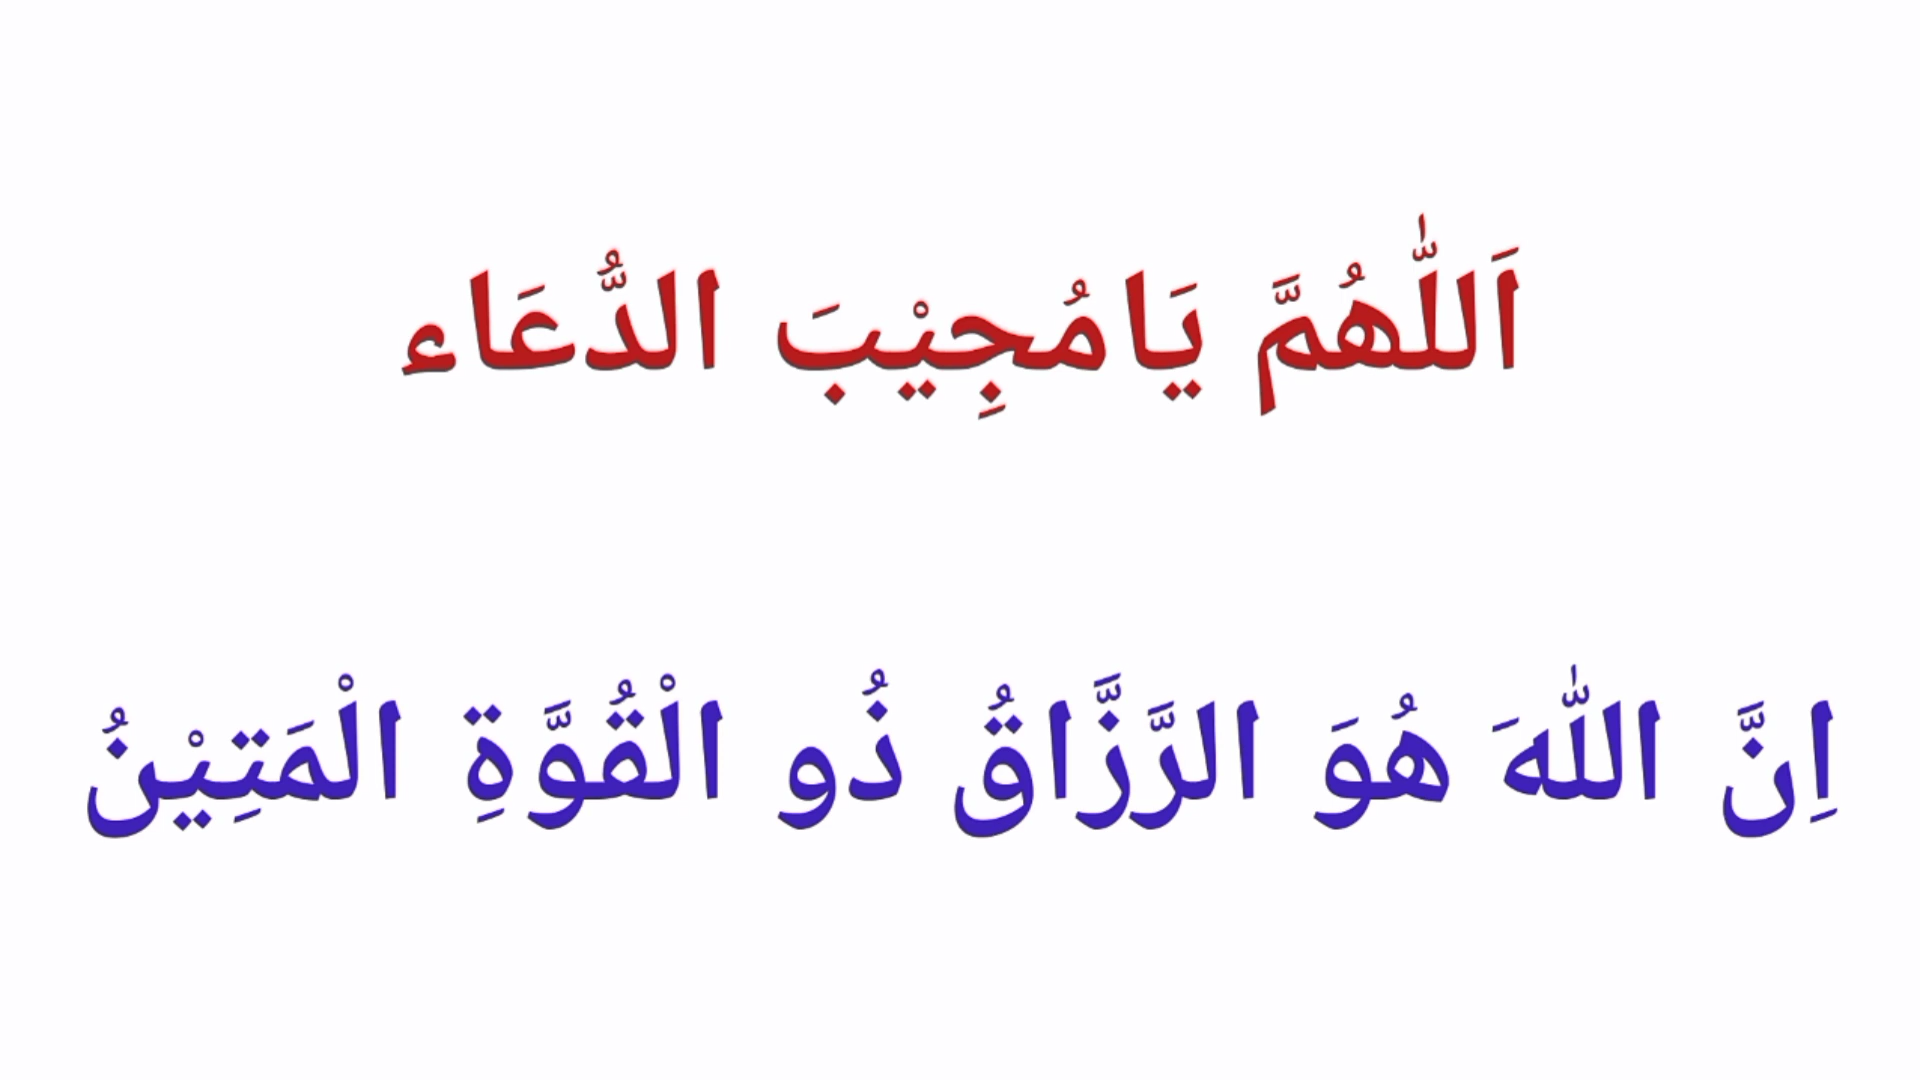 اَللّٰهُمَّ يَامُجِيْبَ الدُّعَاء
اِنَّ اللّٰهَ هُوَ الرَّزَّاقُ ذُو الْقُوَّةِ الْمَتِيْنُ